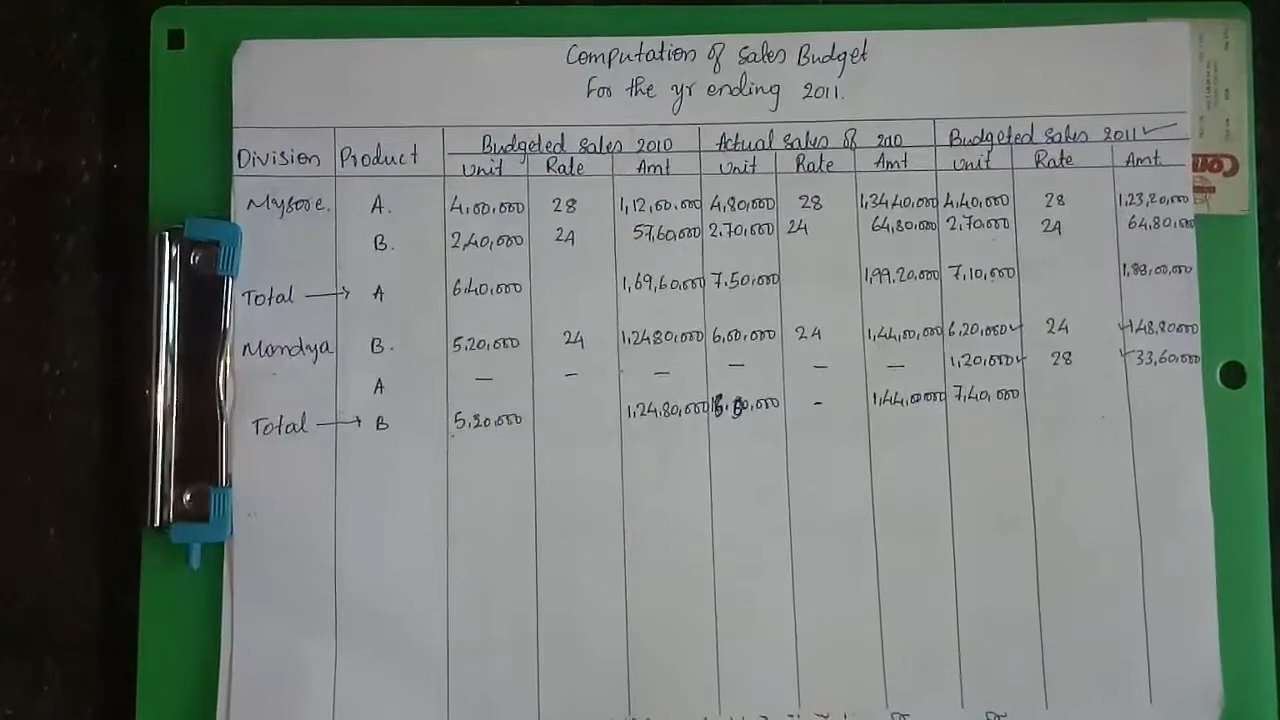 Computation of Sales Budget
For the yr ending 2011.
Division Product Budgeted Sales 2010 Actual Sales of 2010 Budgeted Sales 2011 ✓
Unit Rate Amt Unit Rate Amt Unit Rate Amt
Mysore. A. 4,00,000 28 1,12,00,000 4,80,000 28 1,34,40,000 4,40,000 28 1,23,20,000
B. 2,40,000 24 57,60,000 2,70,000 24 64,80,000 2,70,000 24 64,80,000
Total → A 6,40,000 1,69,60,000 7,50,000 1,99,20,000 7,10,000 1,88,00,000
Mandya B. 5,20,000 24 1,24,80,000 6,00,000 24 1,44,00,000 6,20,000 ✓ 24 ✓ 1,48,80,000
A – – – – – – 1,20,000 ✓ 28 ✓ 33,60,000
Total → B 5,20,000 1,24,80,000 – 1,44,00,000 7,40,000